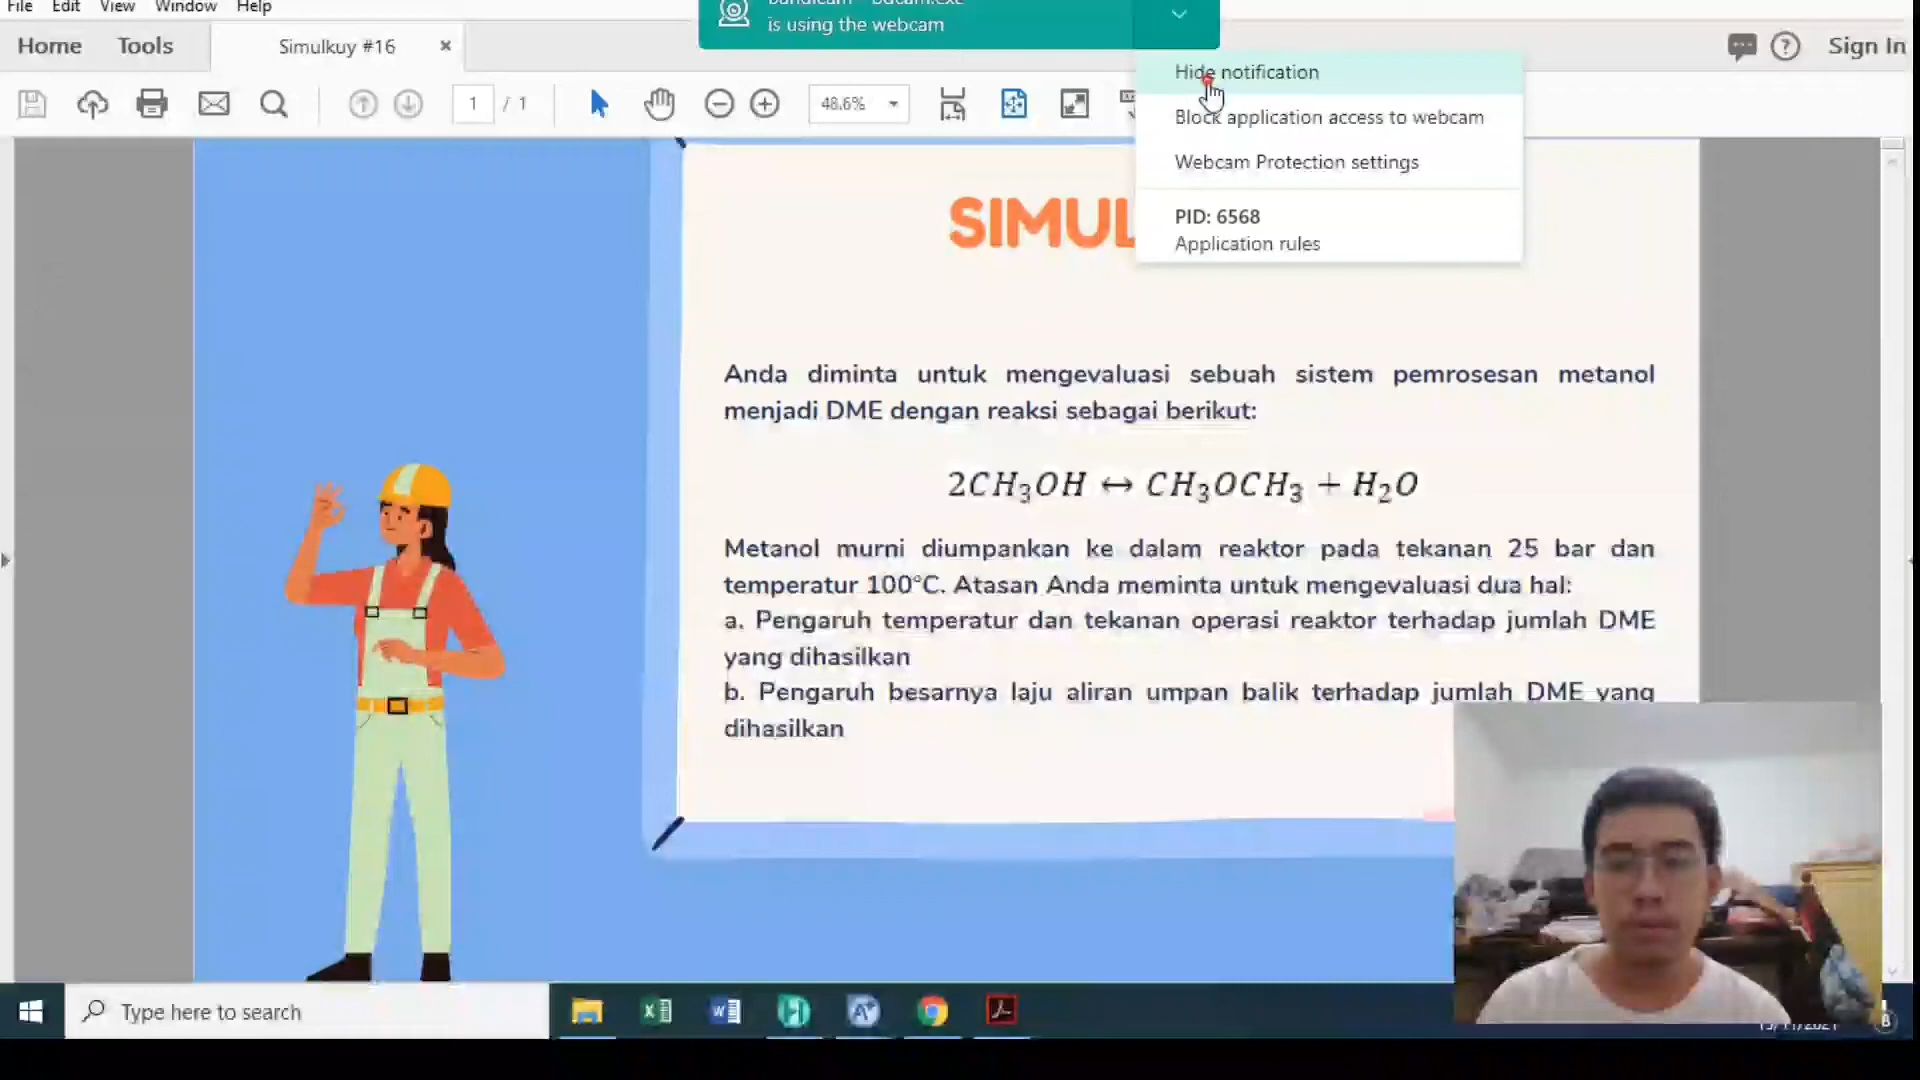 File Edit View Window Help
is using the webcam
Home Tools Simulkuy #16 × Sign In
Hide notification
1 / 1 48.6%
Block application access to webcam
Webcam Protection settings
PID: 6568
Application rules
SIMUL
Anda diminta untuk mengevaluasi sebuah sistem pemrosesan metanol
menjadi DME dengan reaksi sebagai berikut:
2CH₃OH ↔ CH₃OCH₃ + H₂O
Metanol murni diumpankan ke dalam reaktor pada tekanan 25 bar dan
temperatur 100°C. Atasan Anda meminta untuk mengevaluasi dua hal:
a. Pengaruh temperatur dan tekanan operasi reaktor terhadap jumlah DME
yang dihasilkan
b. Pengaruh besarnya laju aliran umpan balik terhadap jumlah DME yang
dihasilkan
Type here to search